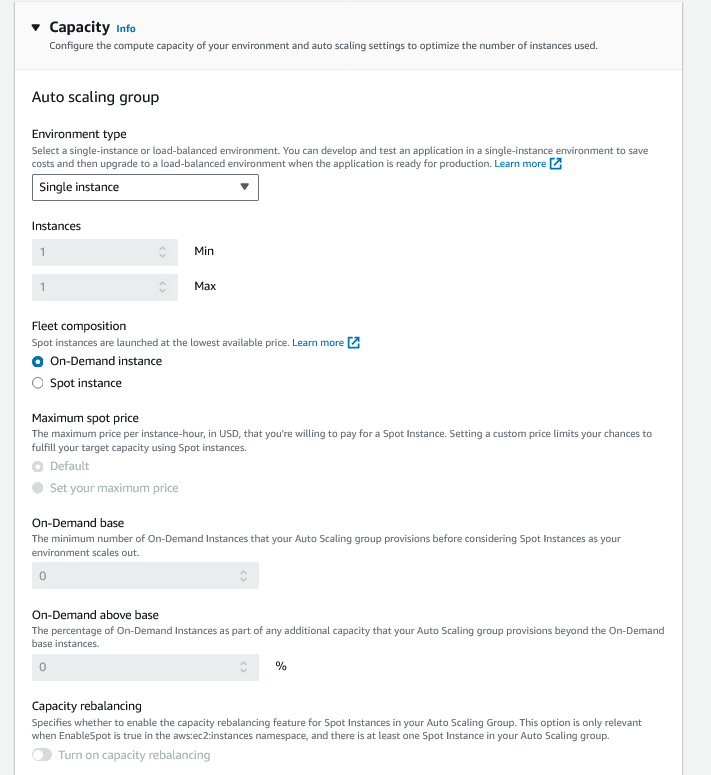 Capacity Info
Configure the compute capacity of your environment and auto scaling settings to optimize the number of instances used.
Auto scaling group
Environment type
Select a single-instance or load-balanced environment. You can develop and test an application in a single-instance environment to save
costs and then upgrade to a load-balanced environment when the application is ready for production. Learn more
Single instance
Instances
1 Min
1 Max
Fleet composition
Spot instances are launched at the lowest available price. Learn more
On-Demand instance
Spot instance
Maximum spot price
The maximum price per instance-hour, in USD, that you're willing to pay for a Spot Instance. Setting a custom price limits your chances to
fulfill your target capacity using Spot instances.
Default
Set your maximum price
On-Demand base
The minimum number of On-Demand Instances that your Auto Scaling group provisions before considering Spot Instances as your
environment scales out.
0
On-Demand above base
The percentage of On-Demand Instances as part of any additional capacity that your Auto Scaling group provisions beyond the On-Demand
base instances.
0 %
Capacity rebalancing
Specifies whether to enable the capacity rebalancing feature for Spot Instances in your Auto Scaling Group. This option is only relevant
when EnableSpot is true in the aws:ec2:instances namespace, and there is at least one Spot Instance in your Auto Scaling group.
Turn on capacity rebalancing